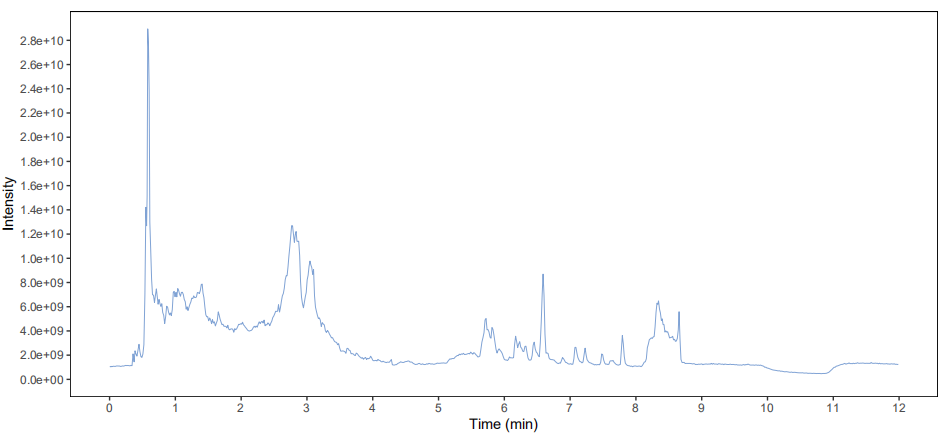 Intensity
2.8e+10
2.6e+10
2.4e+10
2.2e+10
2.0e+10
1.8e+10
1.6e+10
1.4e+10
1.2e+10
1.0e+10
8.0e+09
6.0e+09
4.0e+09
2.0e+09
0.0e+00
0 1 2 3 4 5 6 7 8 9 10 11 12
Time (min)